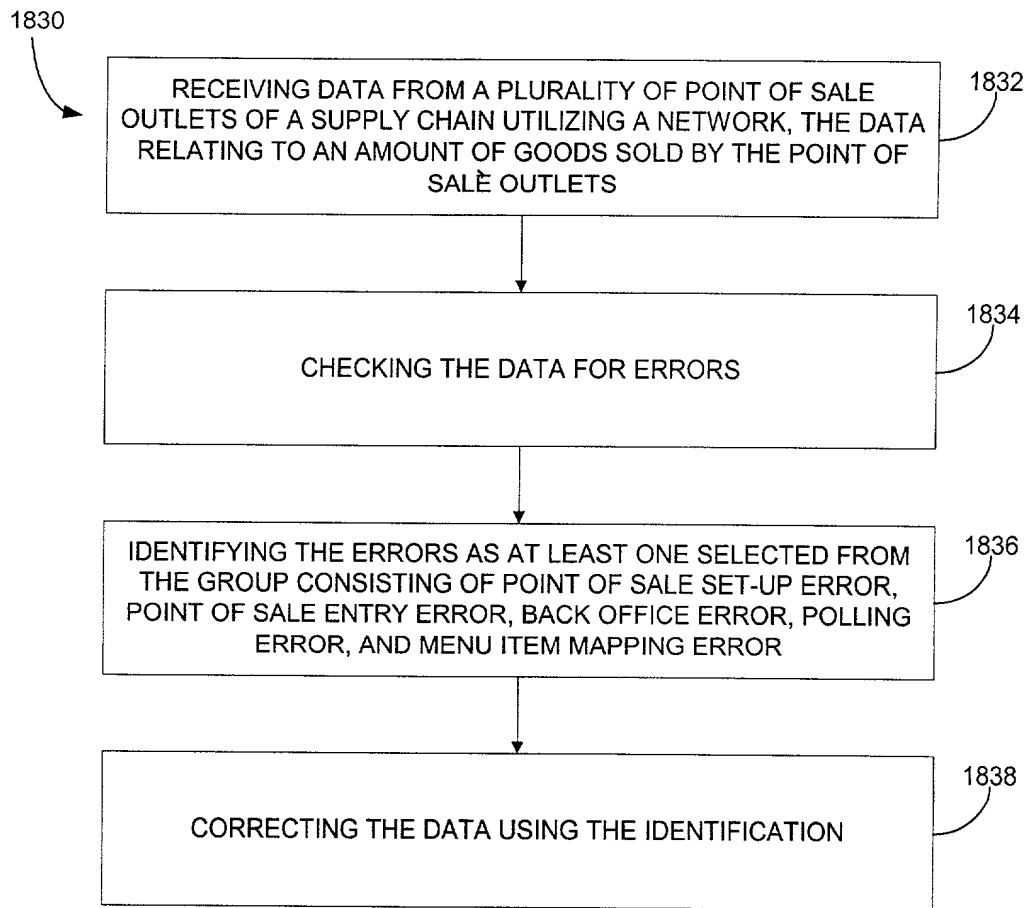 1830
1832
RECEIVING DATA FROM A PLURALITY OF POINT OF SALE
OUTLETS OF A SUPPLY CHAIN UTILIZING A NETWORK, THE DATA
RELATING TO AN AMOUNT OF GOODS SOLD BY THE POINT OF
SALE OUTLETS
1834
CHECKING THE DATA FOR ERRORS
1836
IDENTIFYING THE ERRORS AS AT LEAST ONE SELECTED FROM
THE GROUP CONSISTING OF POINT OF SALE SET-UP ERROR,
POINT OF SALE ENTRY ERROR, BACK OFFICE ERROR, POLLING
ERROR, AND MENU ITEM MAPPING ERROR
1838
CORRECTING THE DATA USING THE IDENTIFICATION